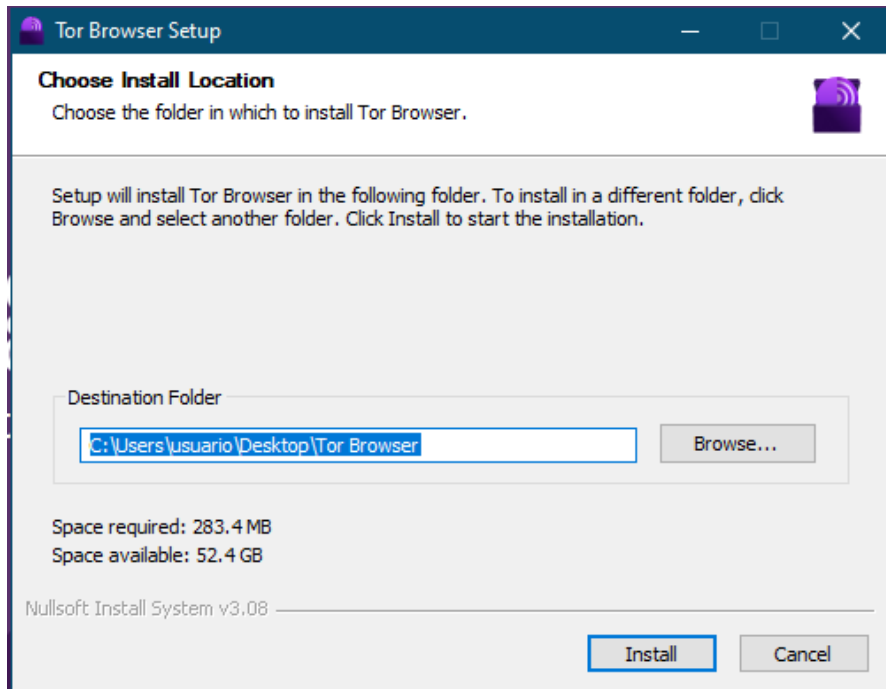 Tor Browser Setup
Choose Install Location
Choose the folder in which to install Tor Browser.
Setup will install Tor Browser in the following folder. To install in a different folder, click
Browse and select another folder. Click Install to start the installation.
Destination Folder
C:\Users\usuario\Desktop\Tor Browser
Browse...
Space required: 283.4 MB
Space available: 52.4 GB
Nullsoft Install System v3.08
Install
Cancel